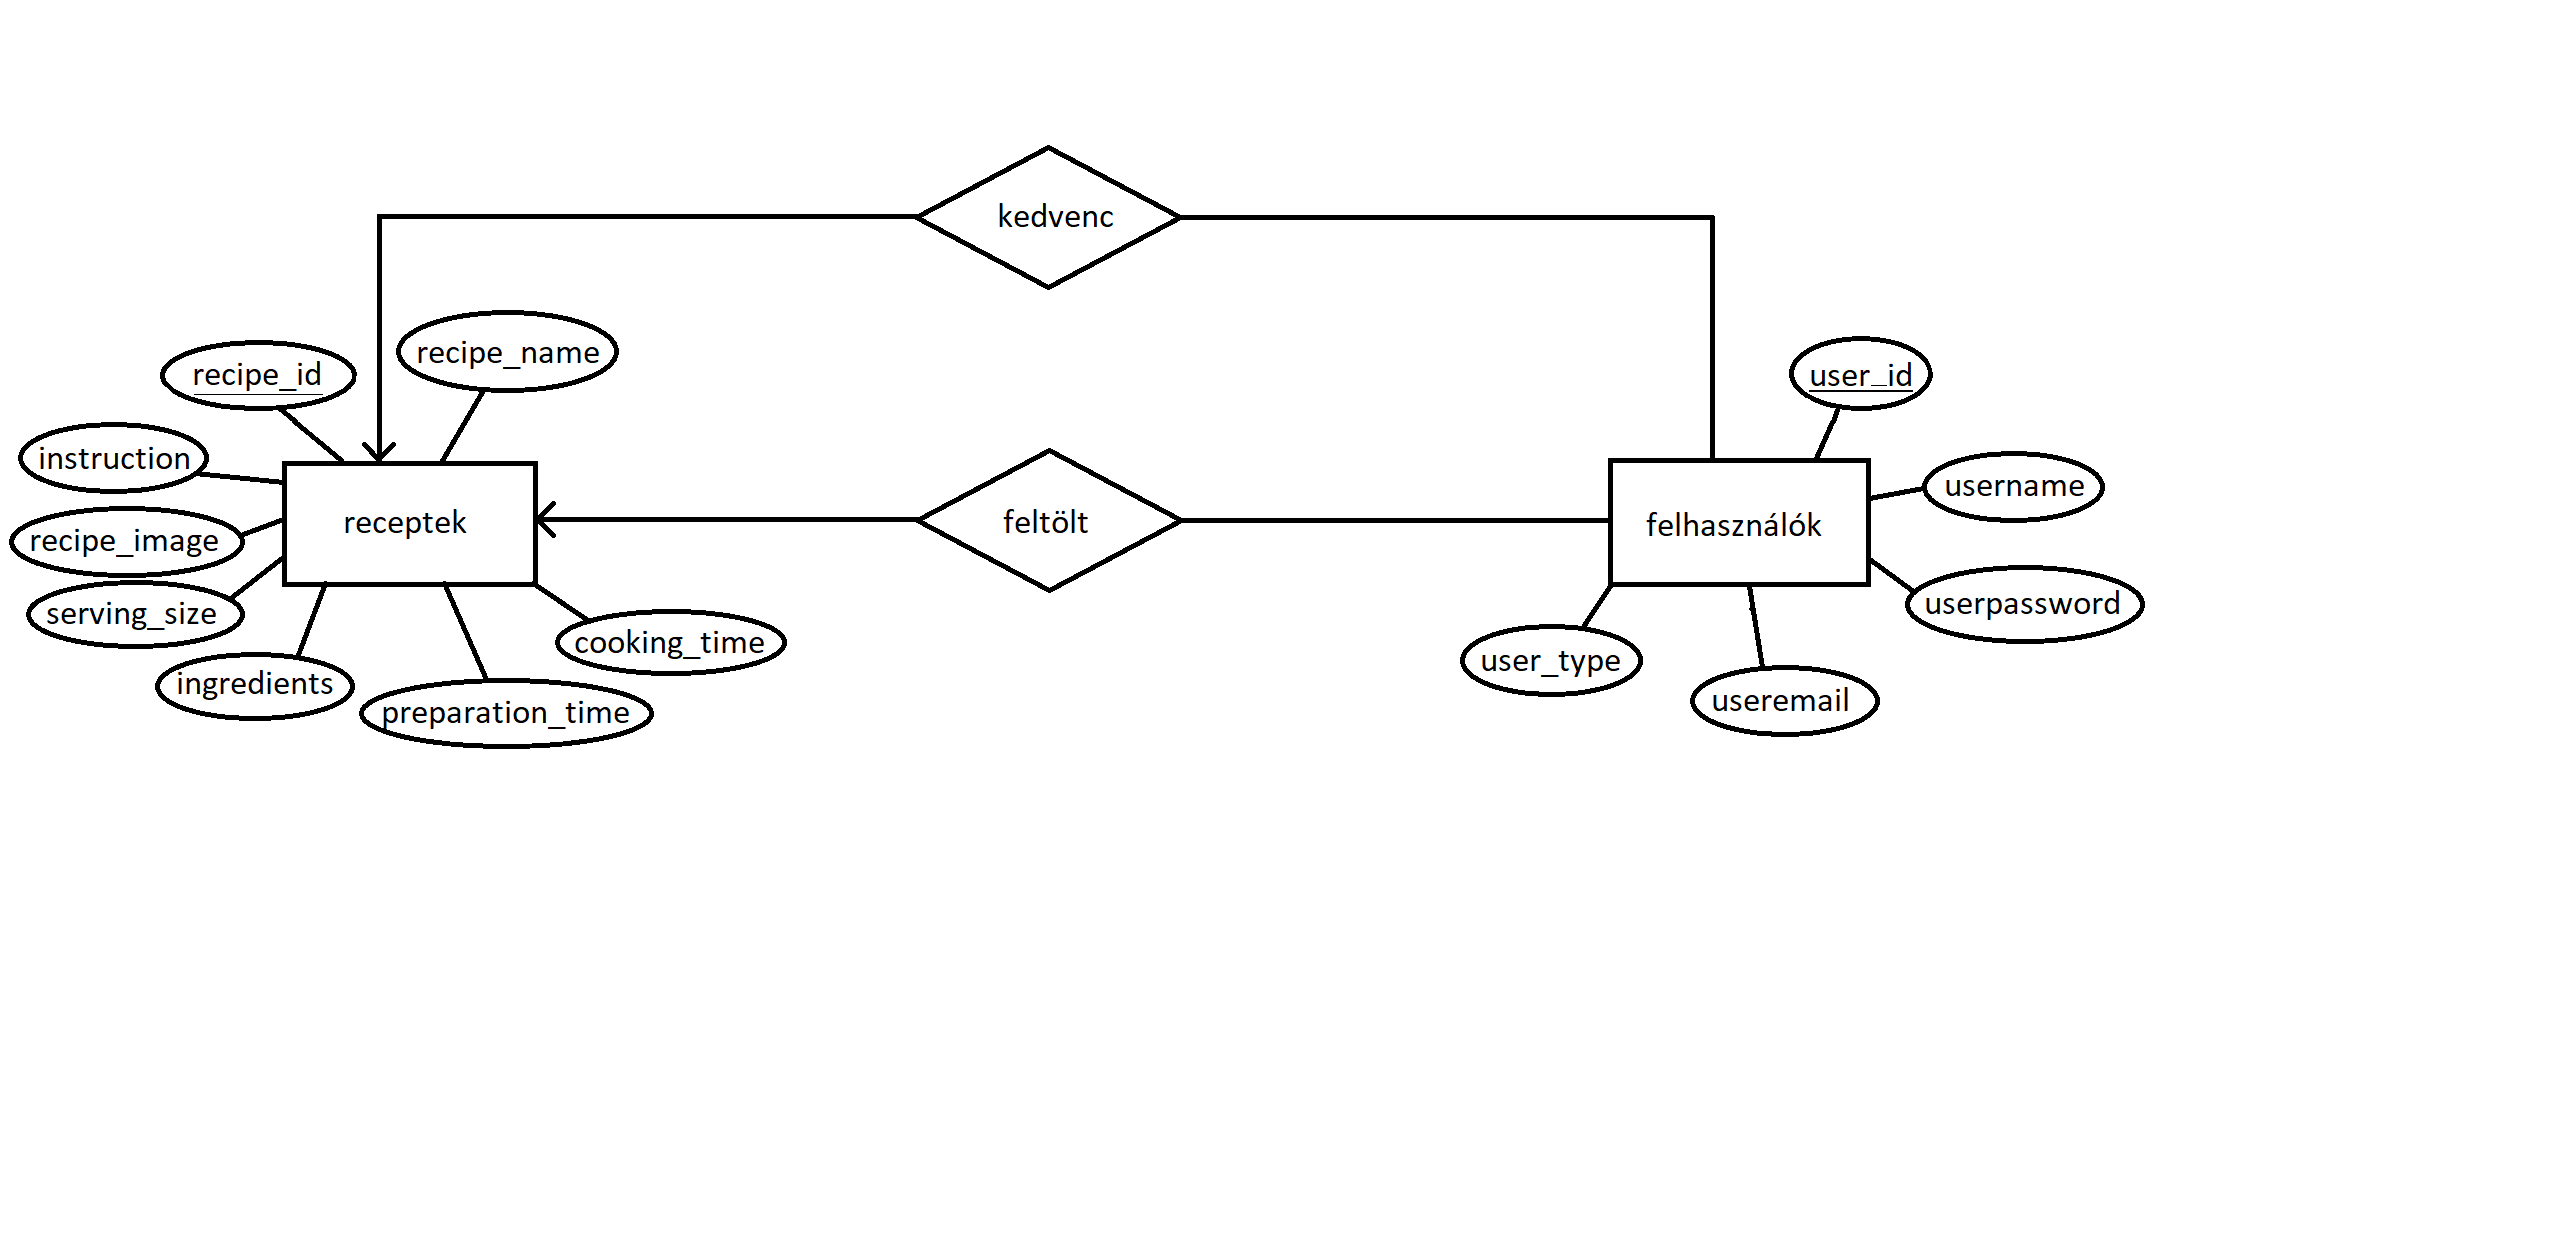 kedvenc
recipe_id
recipe_name
user_id
instruction
username
receptek
feltölt
felhasználók
recipe_image
serving_size
userpassword
cooking_time
user_type
ingredients
preparation_time
useremail